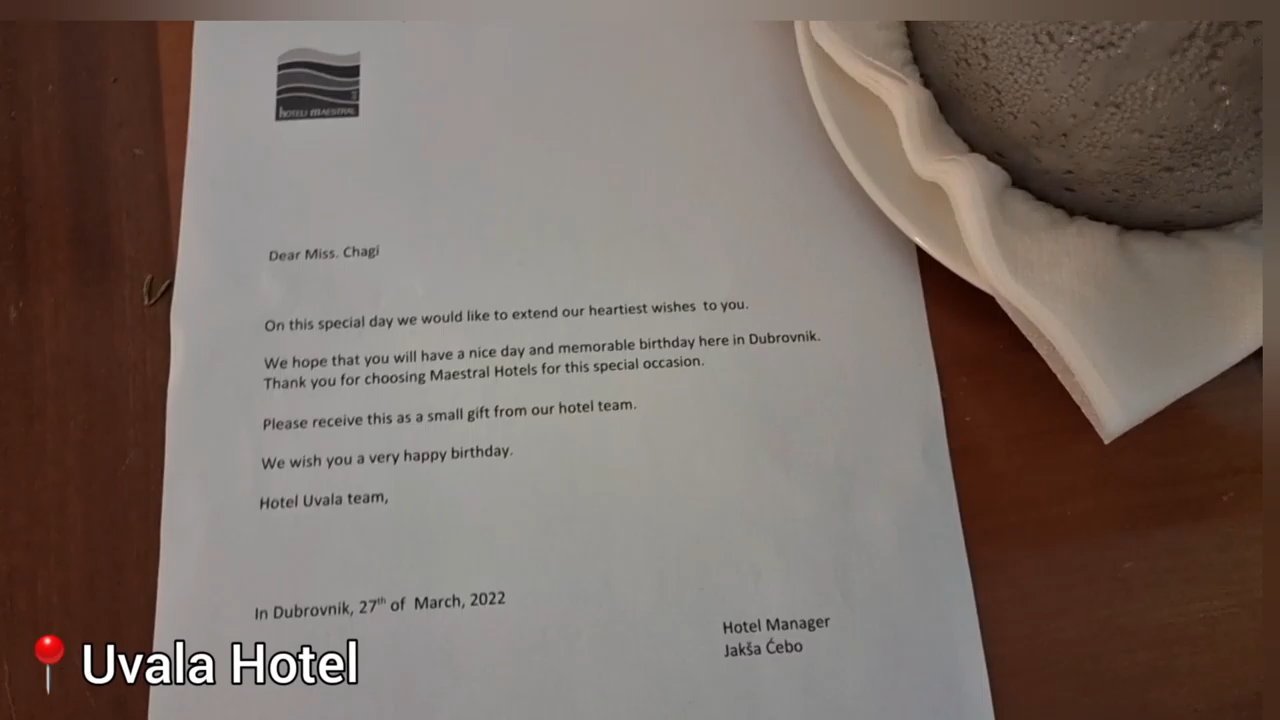 hoteli maestral
Dear Miss. Chagi
On this special day we would like to extend our heartiest wishes to you.
We hope that you will have a nice day and memorable birthday here in Dubrovnik.
Thank you for choosing Maestral Hotels for this special occasion.
Please receive this as a small gift from our hotel team.
We wish you a very happy birthday.
Hotel Uvala team,
In Dubrovnik, 27th of March, 2022
Hotel Manager
Jakša Ćebo
Uvala Hotel